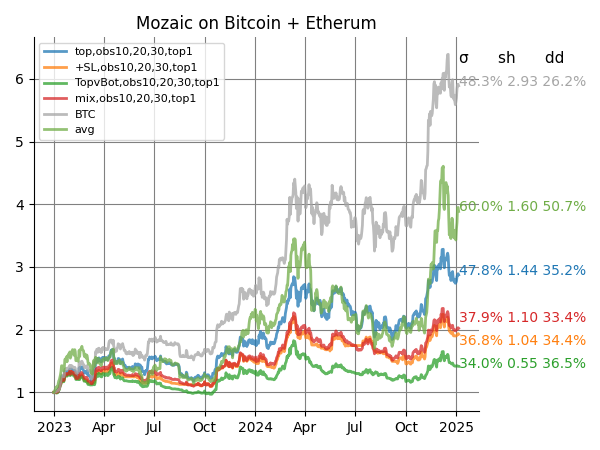 Mozaic on Bitcoin + Etherum
top,obs10,20,30,top1
+SL,obs10,20,30,top1
TopvBot,obs10,20,30,top1
mix,obs10,20,30,top1
BTC
avg
σ sh dd
48.3% 2.93 26.2%
60.0% 1.60 50.7%
47.8% 1.44 35.2%
37.9% 1.10 33.4%
36.8% 1.04 34.4%
34.0% 0.55 36.5%
6
5
4
3
2
1
2023 Apr Jul Oct 2024 Apr Jul Oct 2025